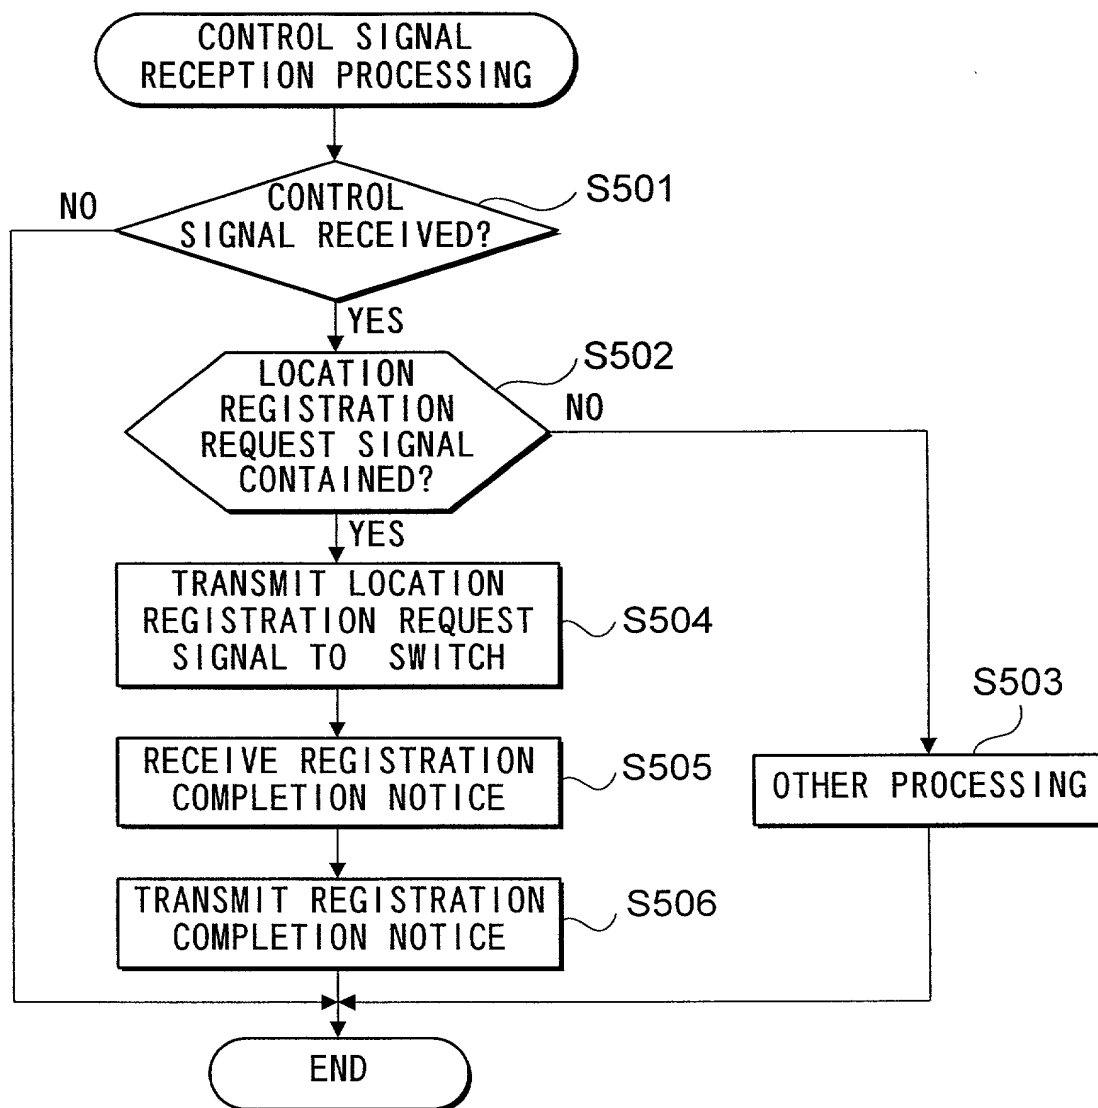 CONTROL SIGNAL
RECEPTION PROCESSING
CONTROL
SIGNAL RECEIVED?
S501
NO
YES
LOCATION
REGISTRATION
REQUEST SIGNAL
CONTAINED?
S502
NO
YES
TRANSMIT LOCATION
REGISTRATION REQUEST
SIGNAL TO SWITCH
S504
S503
OTHER PROCESSING
RECEIVE REGISTRATION
COMPLETION NOTICE
S505
TRANSMIT REGISTRATION
COMPLETION NOTICE
S506
END